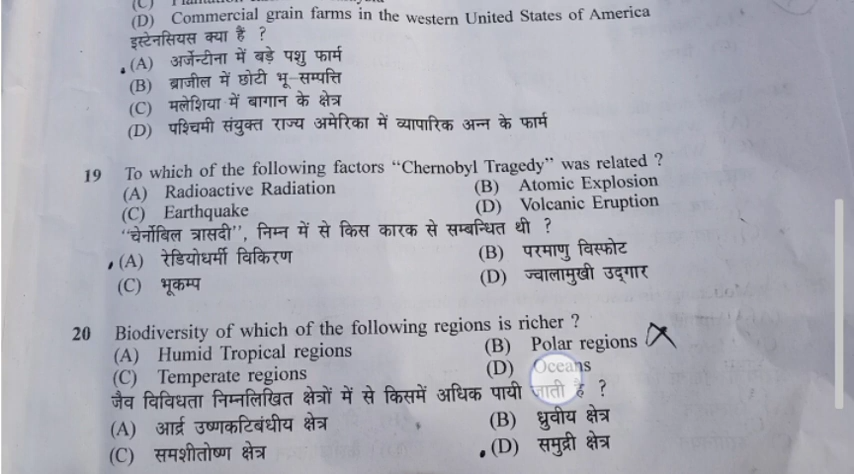 (C)
(D) Commercial grain farms in the western United States of America
इस्टेनसियस क्या हैं ?
(A) अर्जेन्टीना में बड़े पशु फार्म
(B) ब्राजील में छोटी भू-सम्पत्ति
(C) मलेशिया में बागान के क्षेत्र
(D) पश्चिमी संयुक्त राज्य अमेरिका में व्यापारिक अन्न के फार्म
19 To which of the following factors “Chernobyl Tragedy” was related ?
(A) Radioactive Radiation (B) Atomic Explosion
(C) Earthquake (D) Volcanic Eruption
“चेर्नोबिल त्रासदी”, निम्न में से किस कारक से सम्बन्धित थी ?
(A) रेडियोधर्मी विकिरण (B) परमाणु विस्फोट
(C) भूकम्प (D) ज्वालामुखी उद्‌गार
20 Biodiversity of which of the following regions is richer ?
(A) Humid Tropical regions (B) Polar regions
(C) Temperate regions (D) Oceans
जैव विविधता निम्नलिखित क्षेत्रों में से किसमें अधिक पायी जाती है ?
(A) आर्द्र उष्णकटिबंधीय क्षेत्र (B) ध्रुवीय क्षेत्र
(C) समशीतोष्ण क्षेत्र (D) समुद्री क्षेत्र